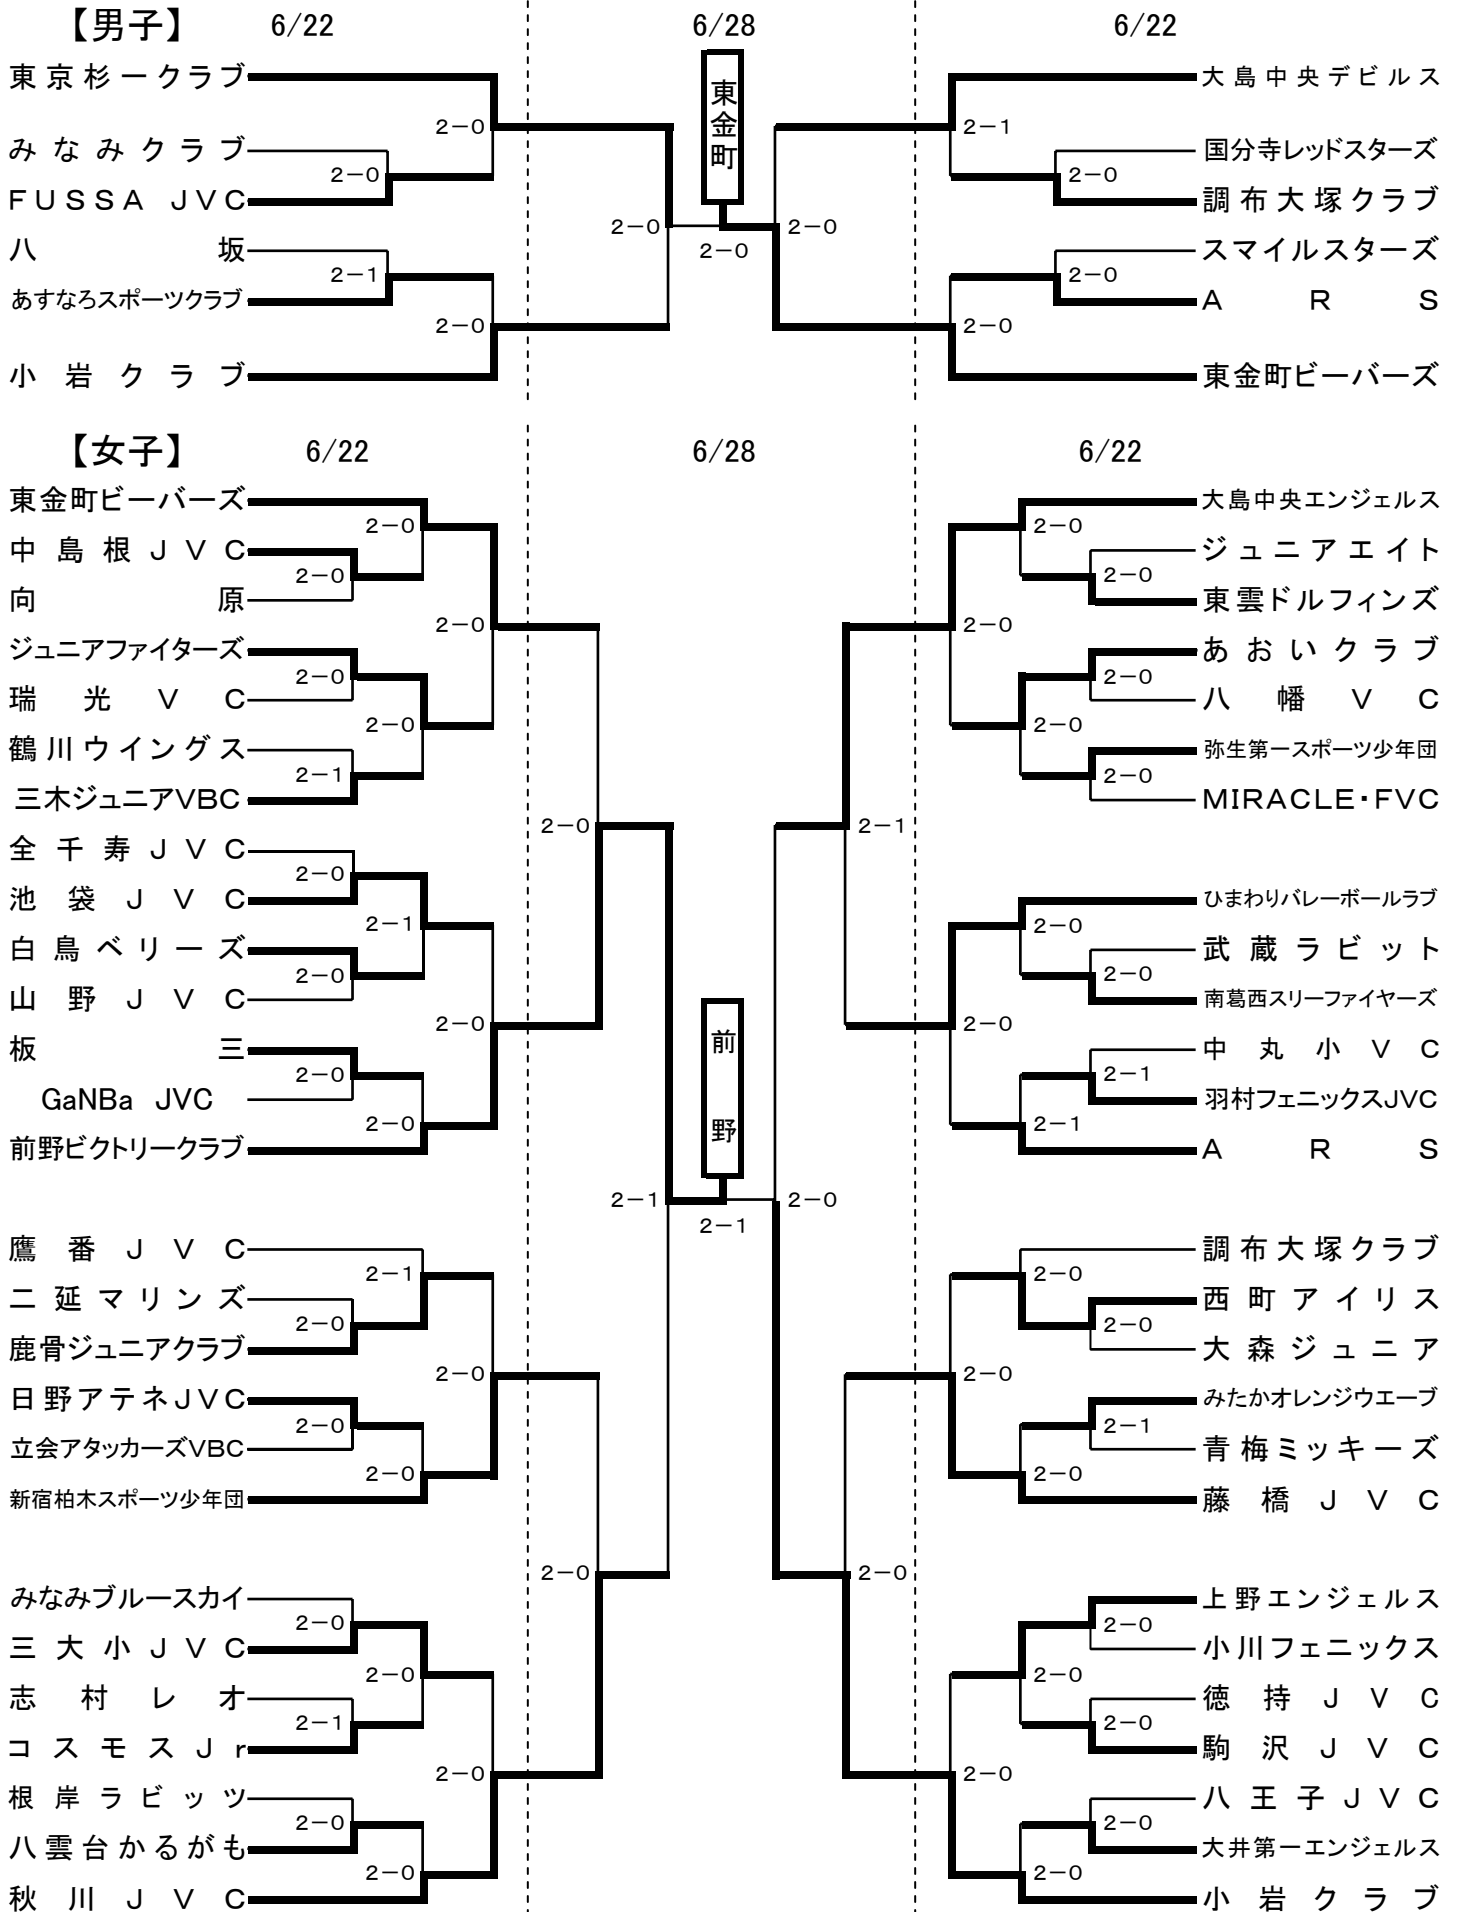 【男子】 6/22 6/28 6/22
東京杉一クラブ 大島中央デビルス
東金町
2-0 2-1
みなみクラブ 国分寺レッドスターズ
2-0 2-0
FUSSA JVC 調布大塚クラブ
2-0 2-0
八坂 2-0 スマイルスターズ
2-1 2-0
あすなろスポーツクラブ ARS
2-0 2-0
小岩クラブ 東金町ビーバーズ
【女子】 6/22 6/28 6/22
東金町ビーバーズ 大島中央エンジェルス
2-0 2-0
中島根JVC ジュニアエイト
2-0 2-0
向原 東雲ドルフィンズ
2-0 2-0
ジュニアファイターズ あおいクラブ
2-0 2-0
瑞光VC 八幡VC
2-0 2-0
鶴川ウイングス 弥生第一スポーツ少年団
2-1 2-0
三木ジュニアVBC MIRACLE・FVC
2-0 2-1
全千寿JVC
2-0
池袋JVC ひまわりバレーボールラブ
2-1 2-0
白鳥ベリーズ 武蔵ラビット
2-0 2-0
山野JVC 南葛西スリーファイヤーズ
2-0 2-0
板三 前野 中丸小VC
2-0 2-1
GaNBa JVC 羽村フェニックスJVC
2-0 2-1
前野ビクトリークラブ ARS
2-1 2-0
2-1
鷹番JVC 調布大塚クラブ
2-1 2-0
二延マリンズ 西町アイリス
2-0 2-0
鹿骨ジュニアクラブ 大森ジュニア
2-0 2-0
日野アテネJVC みたかオレンジウエーブ
2-0 2-1
立会アタッカーズVBC 青梅ミッキーズ
2-0 2-0
新宿柏木スポーツ少年団 藤橋JVC
2-0 2-0
みなみブルースカイ 上野エンジェルス
2-0 2-0
三大小JVC 小川フェニックス
2-0 2-0
志村レオ 徳持JVC
2-1 2-0
コスモスJr 駒沢JVC
2-0 2-0
根岸ラビッツ 八王子JVC
2-0 2-0
八雲台かるがも 大井第一エンジェルス
2-0 2-0
秋川JVC 小岩クラブ